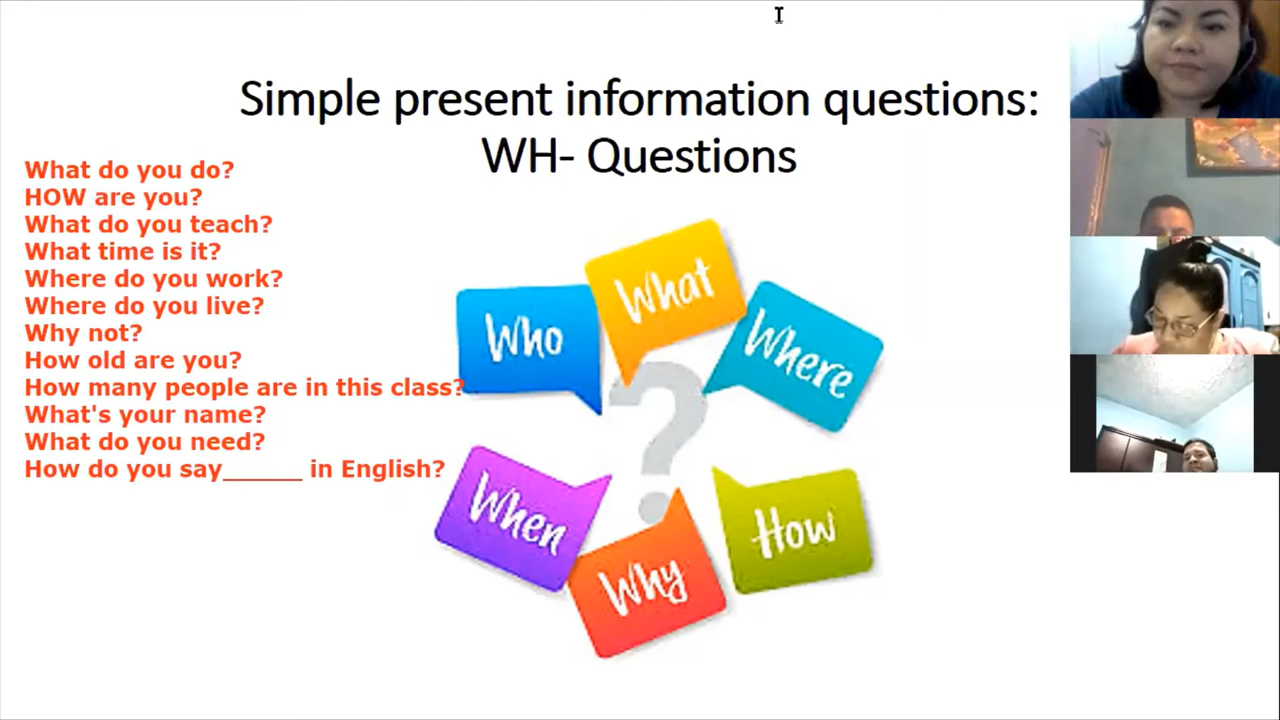 Simple present information questions:
WH- Questions
What do you do?
HOW are you?
What do you teach?
What time is it?
Where do you work?
Where do you live?
Why not?
How old are you?
How many people are in this class?
What's your name?
What do you need?
How do you say______ in English?
What
Who
Where
When
How
Why
?